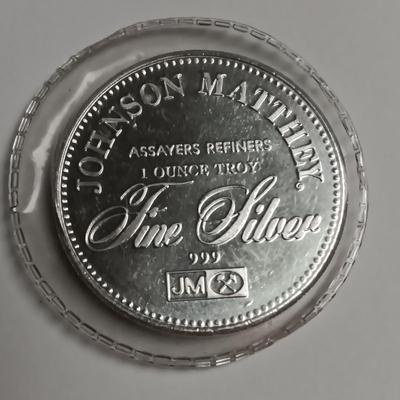 JOHNSON MATTHEY,
ASSAYERS REFINERS
1 OUNCE TROY
Fine Silver
999
JM